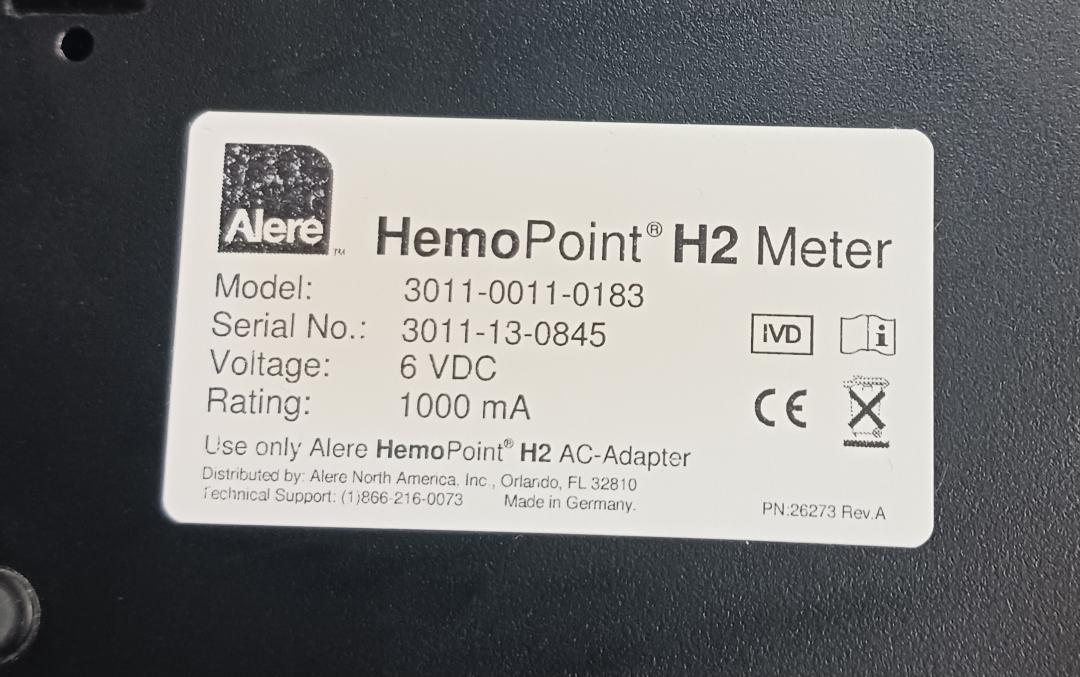 Alere™
HemoPoint® H2 Meter
Model: 3011-0011-0183
Serial No.: 3011-13-0845
Voltage: 6 VDC
Rating: 1000 mA
IVD
i
CE
Use only Alere HemoPoint® H2 AC-Adapter
Distributed by: Alere North America, Inc., Orlando, FL 32810
Technical Support: (1)866-216-0073 Made in Germany.
PN:26273 Rev.A